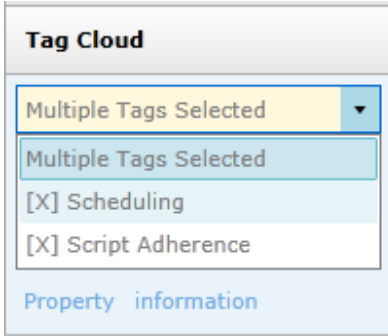 Tag Cloud
Multiple Tags Selected
Multiple Tags Selected
[X] Scheduling
[X] Script Adherence
Property information